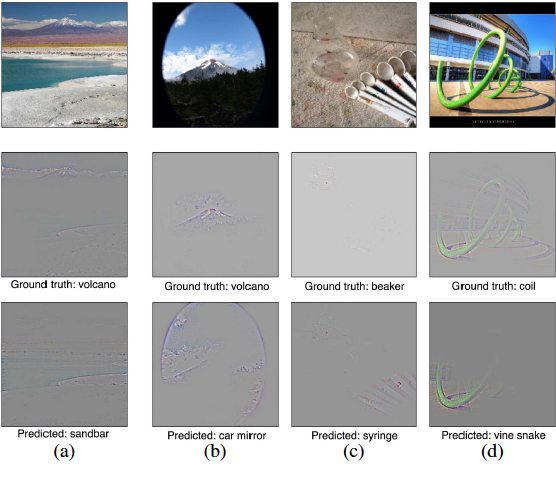 Ground truth: volcano
Ground truth: volcano
Ground truth: beaker
Ground truth: coil
Predicted: sandbar
Predicted: car mirror
Predicted: syringe
Predicted: vine snake
(a)
(b)
(c)
(d)